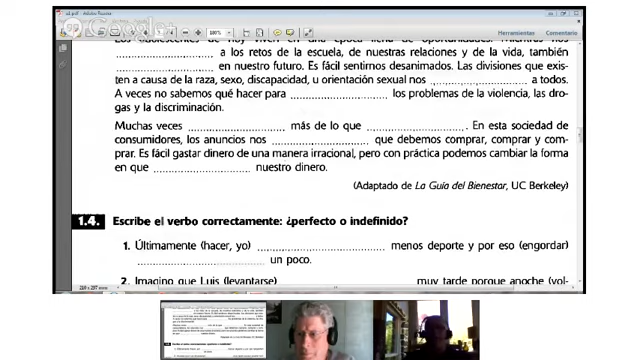 Google+
Herramientas
Comentario
Los adolescentes de hoy viven en una época llena de oportunidades. Mientras nos
a los retos de la escuela, de nuestras relaciones y de la vida, también
en nuestro futuro. Es fácil sentirnos desanimados. Las divisiones que exis-
ten a causa de la raza, sexo, discapacidad, u orientación sexual nos a todos.
A veces no sabemos qué hacer para los problemas de la violencia, las dro-
gas y la discriminación.
Muchas veces más de lo que . En esta sociedad de
consumidores, los anuncios nos que debemos comprar, comprar y com-
prar. Es fácil gastar dinero de una manera irracional, pero con práctica podemos cambiar la forma
en que nuestro dinero.
(Adaptado de La Guía del Bienestar, UC Berkeley)
1.4. Escribe el verbo correctamente: ¿perfecto o indefinido?
1. Últimamente (hacer, yo) menos deporte y por eso (engordar)
un poco.
2. Imagino que Luis (levantarse) muy tarde porque anoche (vol-